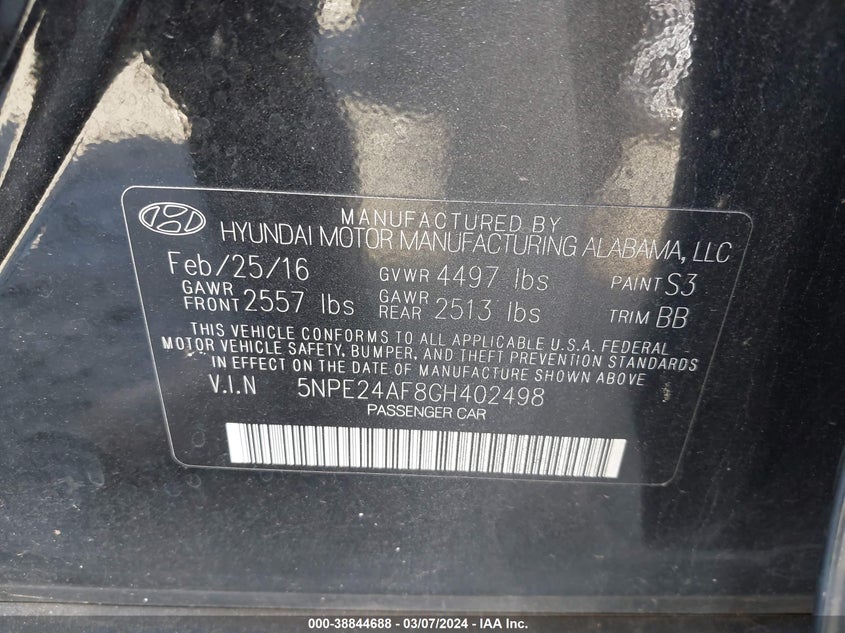 MANUFACTURED BY
HYUNDAI MOTOR MANUFACTURING ALABAMA, LLC
Feb/25/16 GVWR 4497 lbs PAINT S3
GAWR FRONT 2557 lbs GAWR REAR 2513 lbs TRIM BB
THIS VEHICLE CONFORMS TO ALL APPLICABLE U.S.A. FEDERAL
MOTOR VEHICLE SAFETY, BUMPER, AND THEFT PREVENTION STANDARDS
IN EFFECT ON THE DATE OF MANUFACTURE SHOWN ABOVE
V.I.N 5NPE24AF8GH402498
PASSENGER CAR
000-38844688 - 03/07/2024 - IAA Inc.